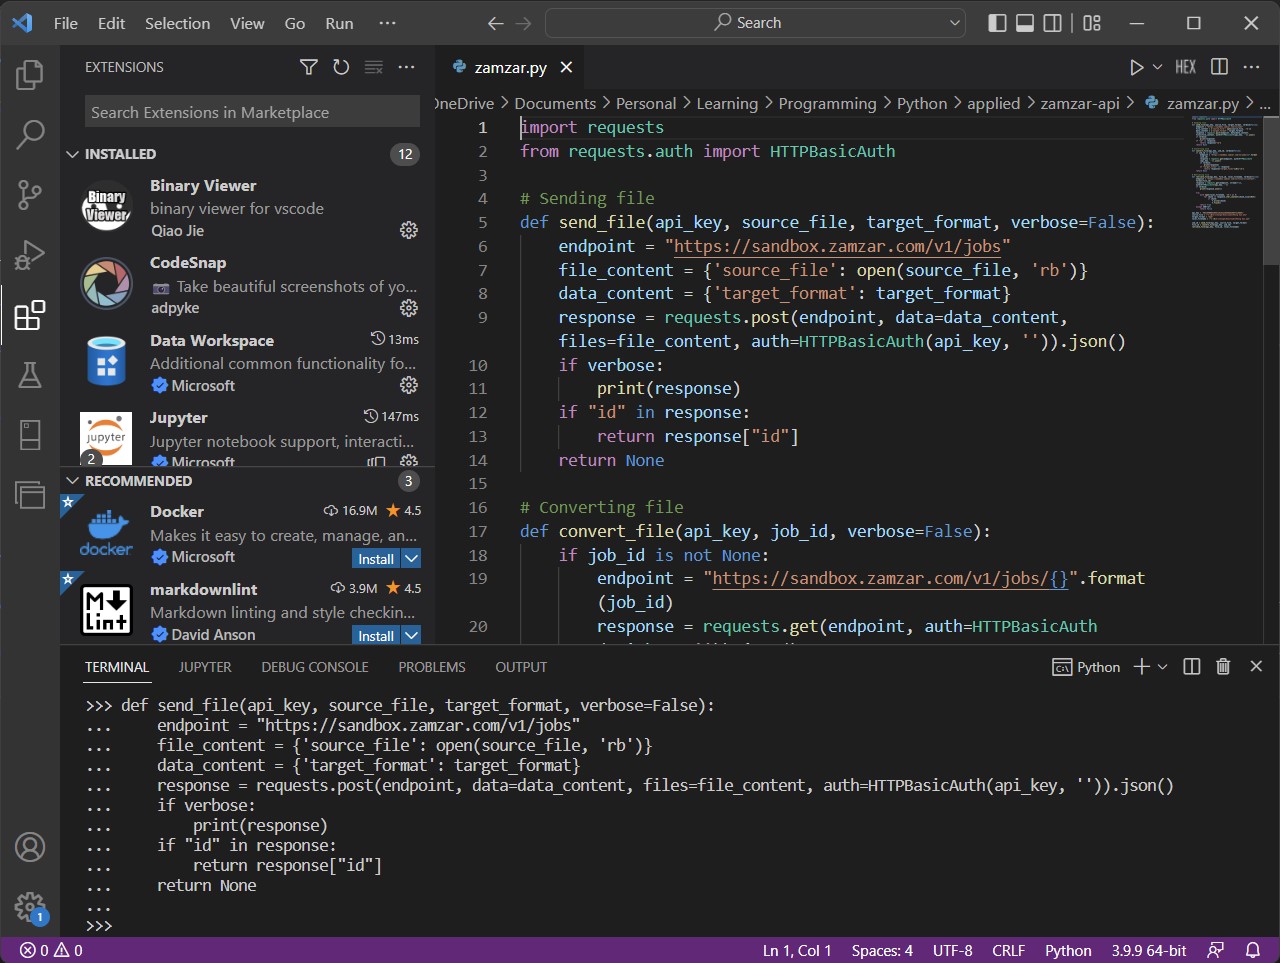 File Edit Selection View Go Run ···
Search
EXTENSIONS
Search Extensions in Marketplace
INSTALLED 12
Binary Viewer
Binary Viewer
binary viewer for vscode
Qiao Jie
CodeSnap
Take beautiful screenshots of yo...
adpyke
Data Workspace 13ms
Additional common functionality fo...
Microsoft
jupyter
2
Jupyter 147ms
Jupyter notebook support, interacti...
Microsoft
RECOMMENDED 3
docker
Docker 16.9M 4.5
Makes it easy to create, manage, an...
Microsoft Install
M lint
markdownlint 3.9M 4.5
Markdown linting and style checkin...
David Anson Install
zamzar.py
HEX
OneDrive > Documents > Personal > Learning > Programming > Python > applied > zamzar-api > zamzar.py > ...
1 import requests
2 from requests.auth import HTTPBasicAuth
3
4 # Sending file
5 def send_file(api_key, source_file, target_format, verbose=False):
6 endpoint = "https://sandbox.zamzar.com/v1/jobs"
7 file_content = {'source_file': open(source_file, 'rb')}
8 data_content = {'target_format': target_format}
9 response = requests.post(endpoint, data=data_content,
files=file_content, auth=HTTPBasicAuth(api_key, '')).json()
10 if verbose:
11 print(response)
12 if "id" in response:
13 return response["id"]
14 return None
15
16 # Converting file
17 def convert_file(api_key, job_id, verbose=False):
18 if job_id is not None:
19 endpoint = "https://sandbox.zamzar.com/v1/jobs/{}".format
(job_id)
20 response = requests.get(endpoint, auth=HTTPBasicAuth
TERMINAL JUPYTER DEBUG CONSOLE PROBLEMS OUTPUT Python
>>> def send_file(api_key, source_file, target_format, verbose=False):
... endpoint = "https://sandbox.zamzar.com/v1/jobs"
... file_content = {'source_file': open(source_file, 'rb')}
... data_content = {'target_format': target_format}
... response = requests.post(endpoint, data=data_content, files=file_content, auth=HTTPBasicAuth(api_key, '')).json()
... if verbose:
... print(response)
... if "id" in response:
... return response["id"]
... return None
...
>>>
1
0 0 Ln 1, Col 1 Spaces: 4 UTF-8 CRLF Python 3.9.9 64-bit